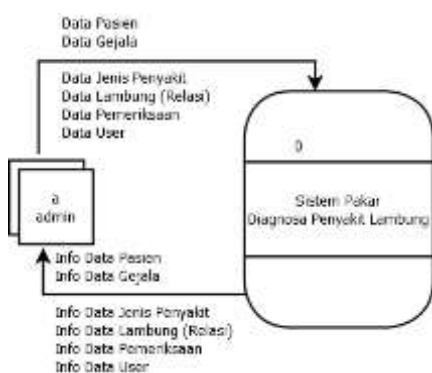 Data Pasien
Data Gejala
Data Jenis Penyakit
Data Lambung (Relasi)
Data Pemeriksaan
Data User
0
Sistem Pakar
Diagnosa Penyakit Lambung
a
admin
Info Data Pasien
Info Data Gejala
Info Data Jenis Penyakit
Info Data Lambung (Relasi)
Info Data Pemeriksaan
Info Data User